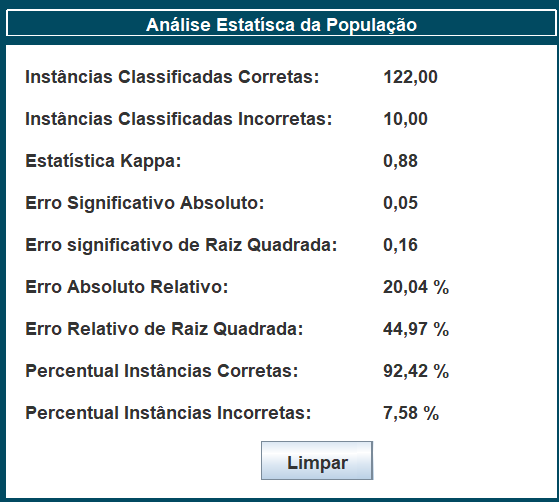 Análise Estatísca da População
Instâncias Classificadas Corretas: 122,00
Instâncias Classificadas Incorretas: 10,00
Estatística Kappa: 0,88
Erro Significativo Absoluto: 0,05
Erro significativo de Raiz Quadrada: 0,16
Erro Absoluto Relativo: 20,04 %
Erro Relativo de Raiz Quadrada: 44,97 %
Percentual Instâncias Corretas: 92,42 %
Percentual Instâncias Incorretas: 7,58 %
Limpar